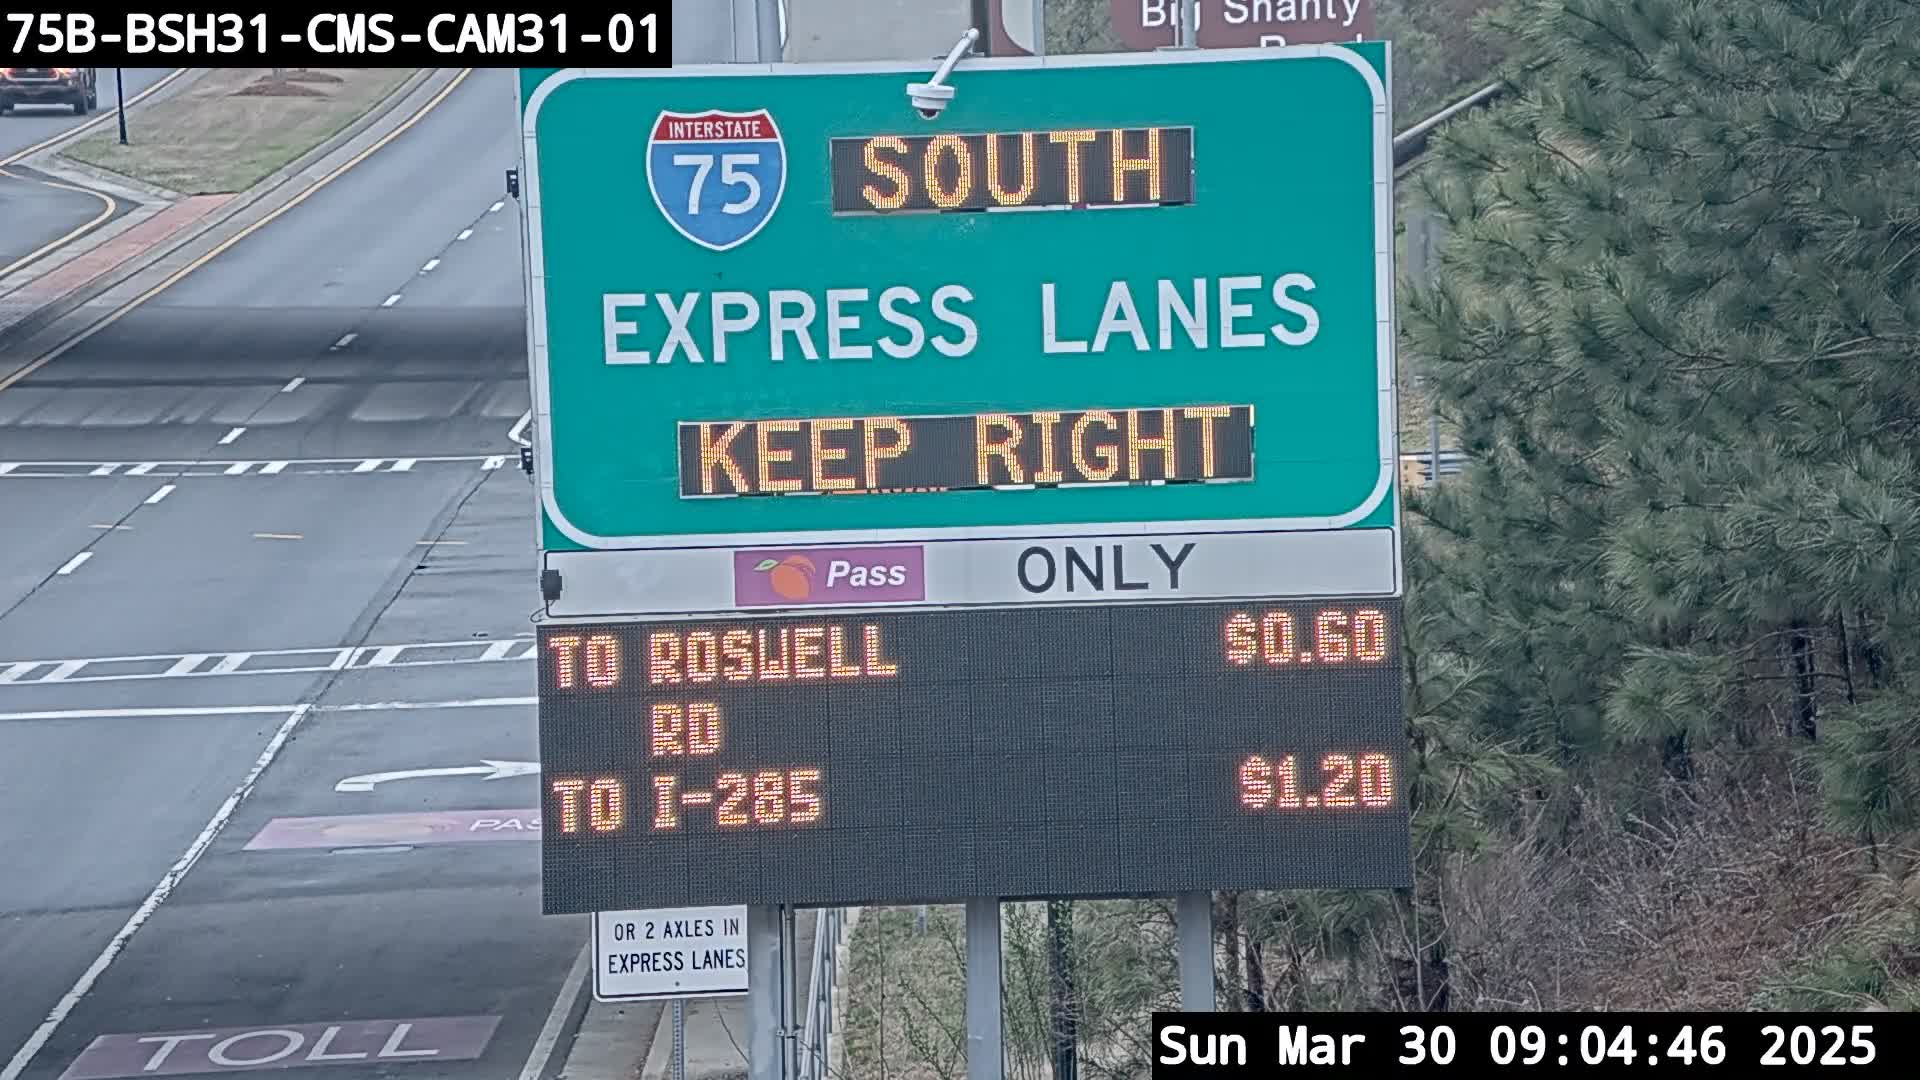 75B-BSH31-CMS-CAM31-01
Big Shanty
INTERSTATE
75
SOUTH
EXPRESS LANES
KEEP RIGHT
Pass ONLY
TO ROSWELL $0.60
RD
TO I-285 $1.20
OR 2 AXLES IN
EXPRESS LANES
TOLL
Sun Mar 30 09:04:46 2025